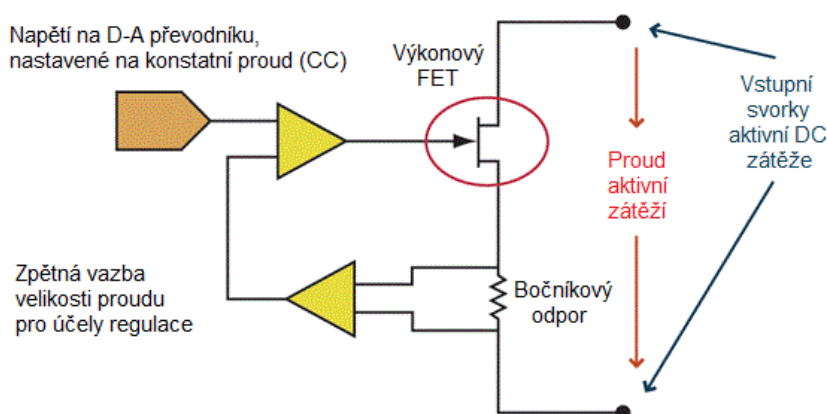 Napětí na D-A převodníku,
nastavené na konstatní proud (CC)
Výkonový
FET
Vstupní
svorky
aktivní DC
zátěže
Proud
aktivní
zátěží
Zpětná vazba
velikosti proudu
pro účely regulace
Bočníkový
odpor